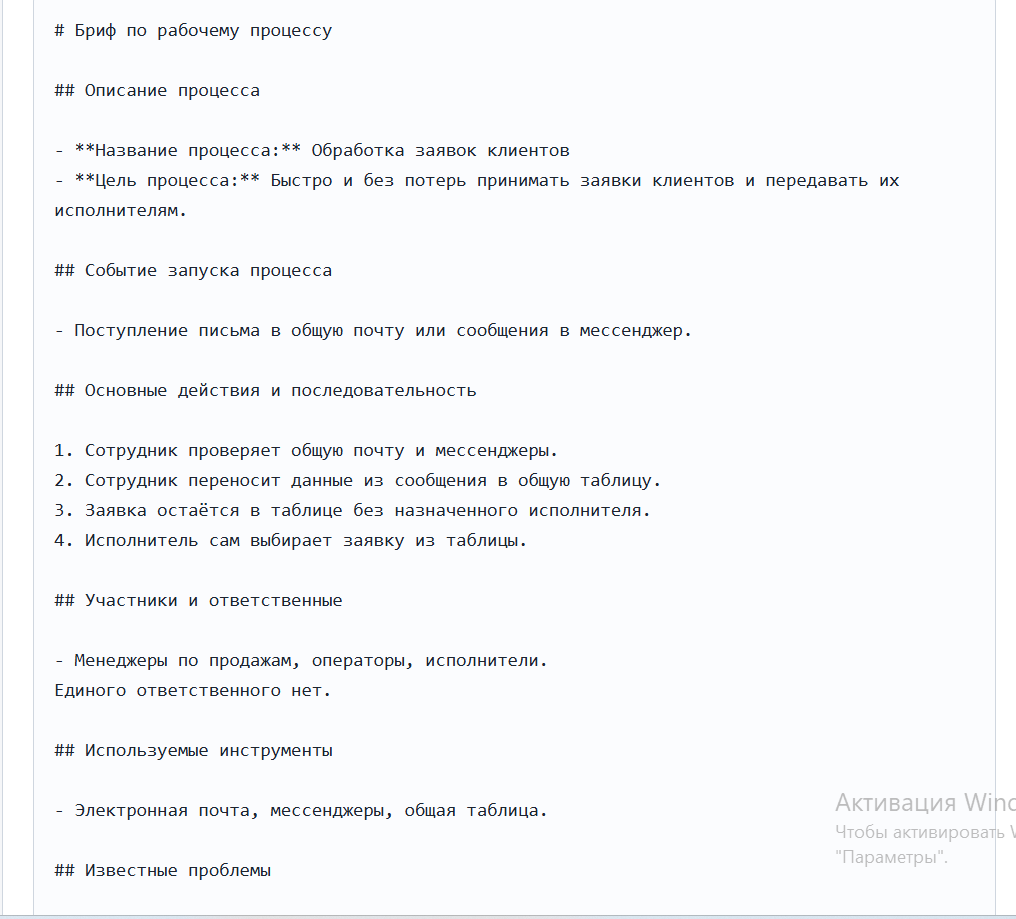 # Бриф по рабочему процессу
## Описание процесса
- **Название процесса:** Обработка заявок клиентов
- **Цель процесса:** Быстро и без потерь принимать заявки клиентов и передавать их
исполнителям.
## Событие запуска процесса
- Поступление письма в общую почту или сообщения в мессенджер.
## Основные действия и последовательность
1. Сотрудник проверяет общую почту и мессенджеры.
2. Сотрудник переносит данные из сообщения в общую таблицу.
3. Заявка остаётся в таблице без назначенного исполнителя.
4. Исполнитель сам выбирает заявку из таблицы.
## Участники и ответственные
- Менеджеры по продажам, операторы, исполнители.
Единого ответственного нет.
## Используемые инструменты
- Электронная почта, мессенджеры, общая таблица.
## Известные проблемы
Активация Wind
Чтобы активировать W
"Параметры".